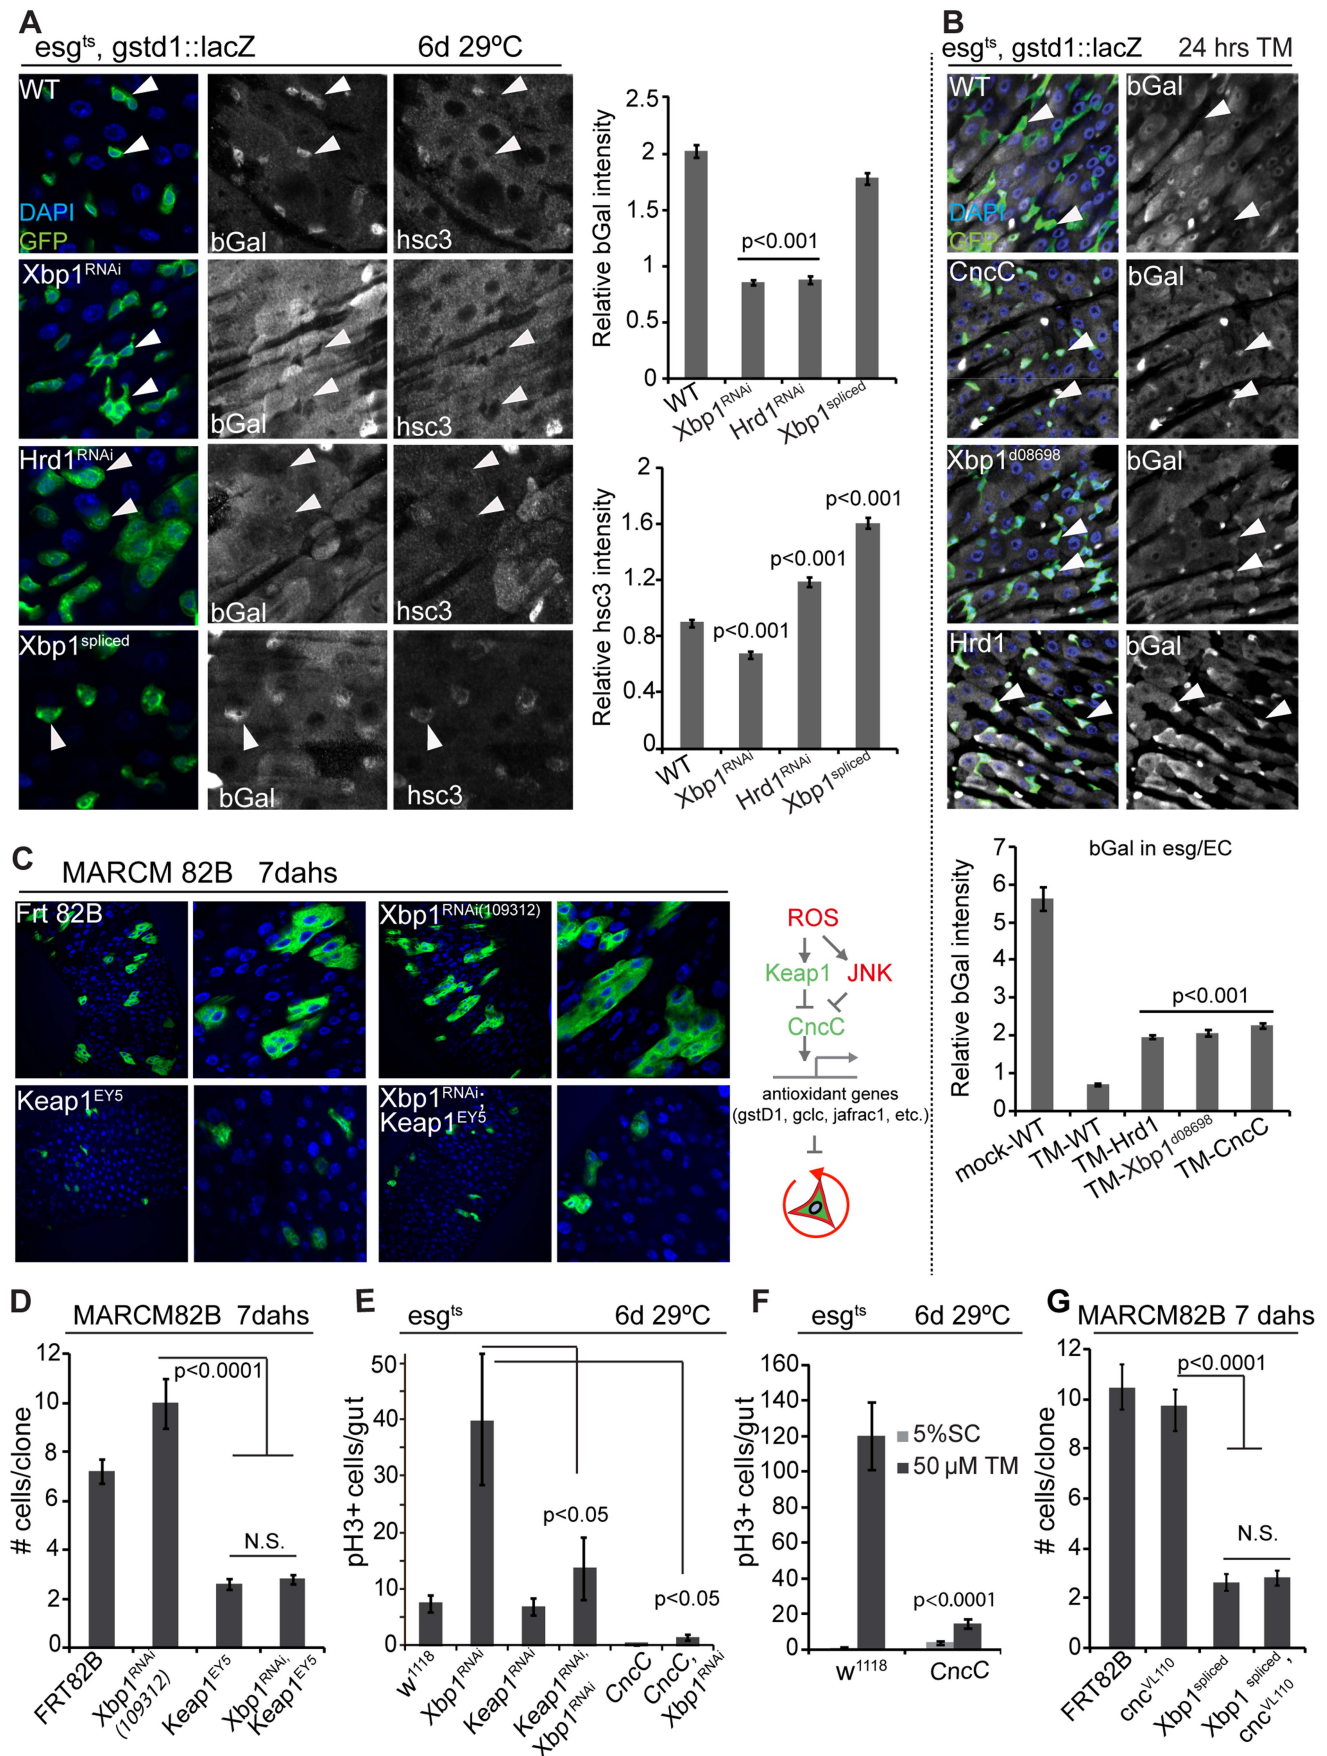 A
esgts, gstd1::lacZ 6d 29ºC
WT
DAPI
GFP
bGal
hsc3
Xbp1RNAi
bGal
hsc3
Hrd1RNAi
bGal
hsc3
Xbp1spliced
bGal
hsc3
Relative bGal intensity
2.5
2
1.5
1
0.5
0
p<0.001
WT
Xbp1RNAi
Hrd1RNAi
Xbp1spliced
Relative hsc3 intensity
2
1.6
1.2
0.8
0.4
0
p<0.001
p<0.001
p<0.001
WT
Xbp1RNAi
Hrd1RNAi
Xbp1spliced
B
esgts, gstd1::lacZ 24 hrs TM
WT
DAPI
GFP
bGal
CncC
bGal
Xbp1d08698
bGal
Hrd1
bGal
bGal in esg/EC
Relative bGal intensity
7
6
5
4
3
2
1
0
p<0.001
mock-WT
TM-WT
TM-Hrd1
TM-Xbp1d08698
TM-CncC
C
MARCM 82B 7dahs
Frt 82B
Xbp1RNAi(109312)
Keap1EY5
Xbp1RNAi;
Keap1EY5
ROS
Keap1 JNK
CncC
antioxidant genes
(gstD1, gclc, jafrac1, etc.)
D
MARCM82B 7dahs
# cells/clone
12
10
8
6
4
2
0
p<0.0001
N.S.
FRT82B
Xbp1RNAi
(109312)
Keap1EY5
Xbp1RNAi,
Keap1EY5
E
esgts 6d 29ºC
pH3+ cells/gut
50
40
30
20
10
0
p<0.05
p<0.05
w1118
Xbp1RNAi
Keap1RNAi
Keap1RNAi,
Xbp1RNAi
CncC
CncC,
Xbp1RNAi
F
esgts 6d 29ºC
pH3+ cells/gut
160
140
120
100
80
60
40
20
0
5%SC
50 µM TM
p<0.0001
w1118
CncC
G
MARCM82B 7 dahs
# cells/clone
12
10
8
6
4
2
0
p<0.0001
N.S.
FRT82B
cncVL110
Xbp1spliced
Xbp1spliced,
cncVL110